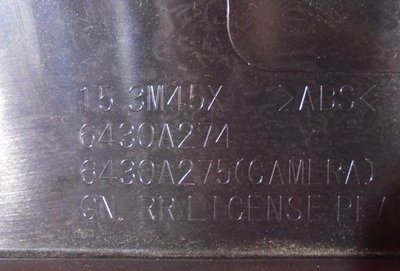 15.3M45X >ABS<
6430A274
6430A275(CAMERA)
GN. RR LICENSE